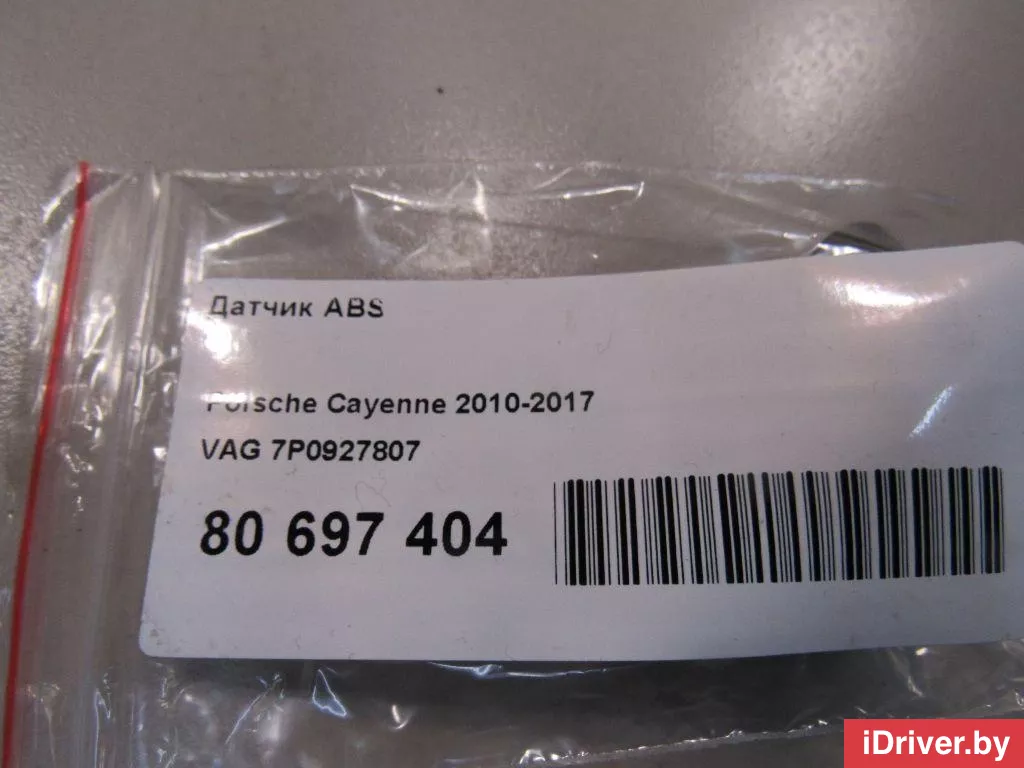 Датчик ABS
Porsche Cayenne 2010-2017
VAG 7P0927807
80 697 404
iDriver.by